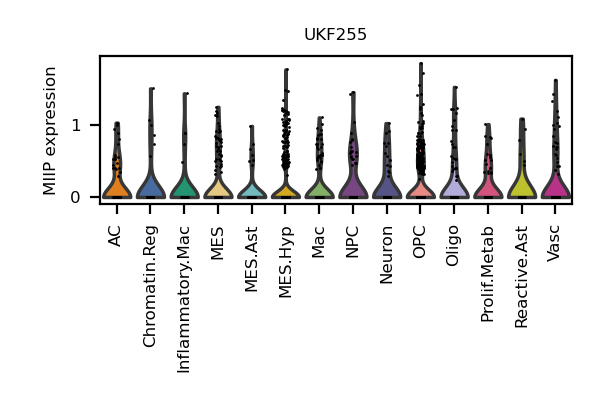 UKF255
MIIP expression
1
0
AC
Chromatin.Reg
Inflammatory.Mac
MES
MES.Ast
MES.Hyp
Mac
NPC
Neuron
OPC
Oligo
Prolif.Metab
Reactive.Ast
Vasc